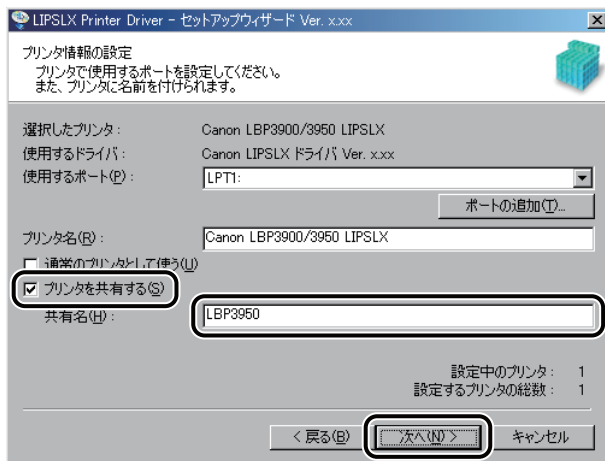 LIPSLX Printer Driver - セットアップウィザード Ver. x.xx
プリンタ情報の設定
プリンタで使用するポートを設定してください。
また、プリンタに名前を付けられます。
選択したプリンタ: Canon LBP3900/3950 LIPSLX
使用するドライバ: Canon LIPSLX ドライバ Ver. x.xx
使用するポート(P): LPT1:
ポートの追加(T)...
プリンタ名(R): Canon LBP3900/3950 LIPSLX
通常のプリンタとして使う(U)
プリンタを共有する(S)
共有名(H): LBP3950
設定中のプリンタ: 1
設定するプリンタの総数: 1
< 戻る(B) 次へ(N) > キャンセル